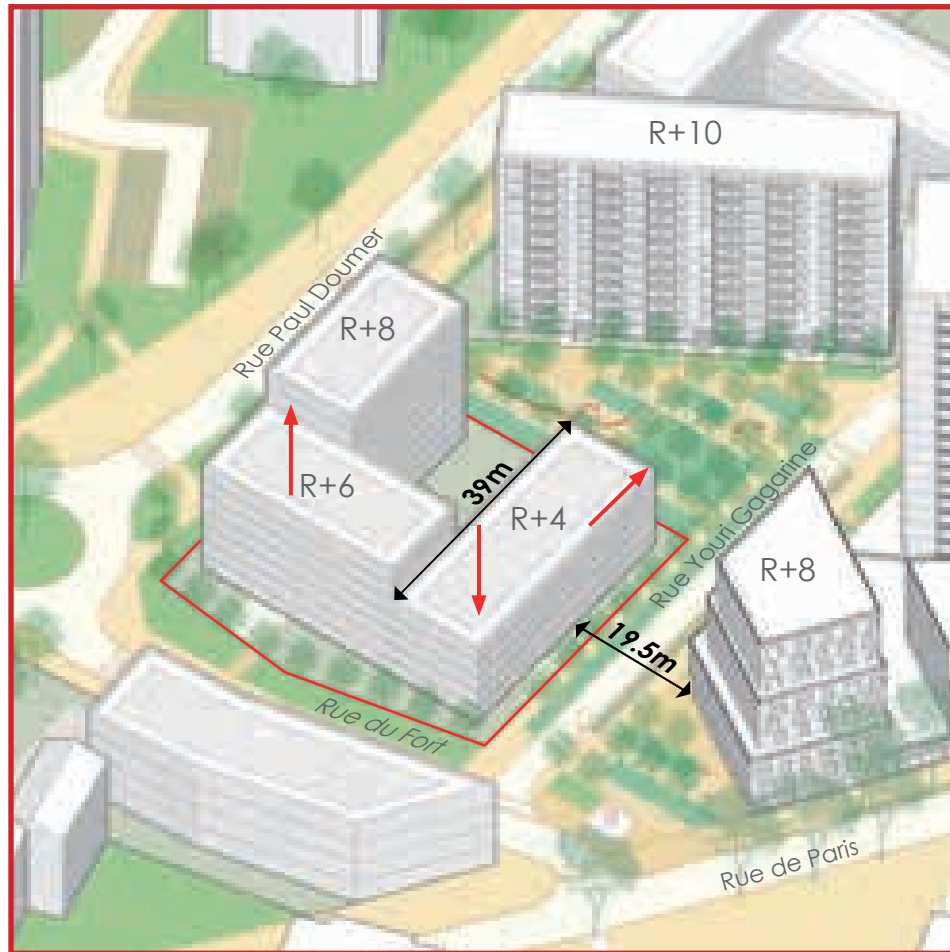 R+10
Rue Paul Doumer
R+8
R+6
39m
R+4
Rue Youri Gagarine
R+8
19.5m
Rue du Fort
Rue de Paris